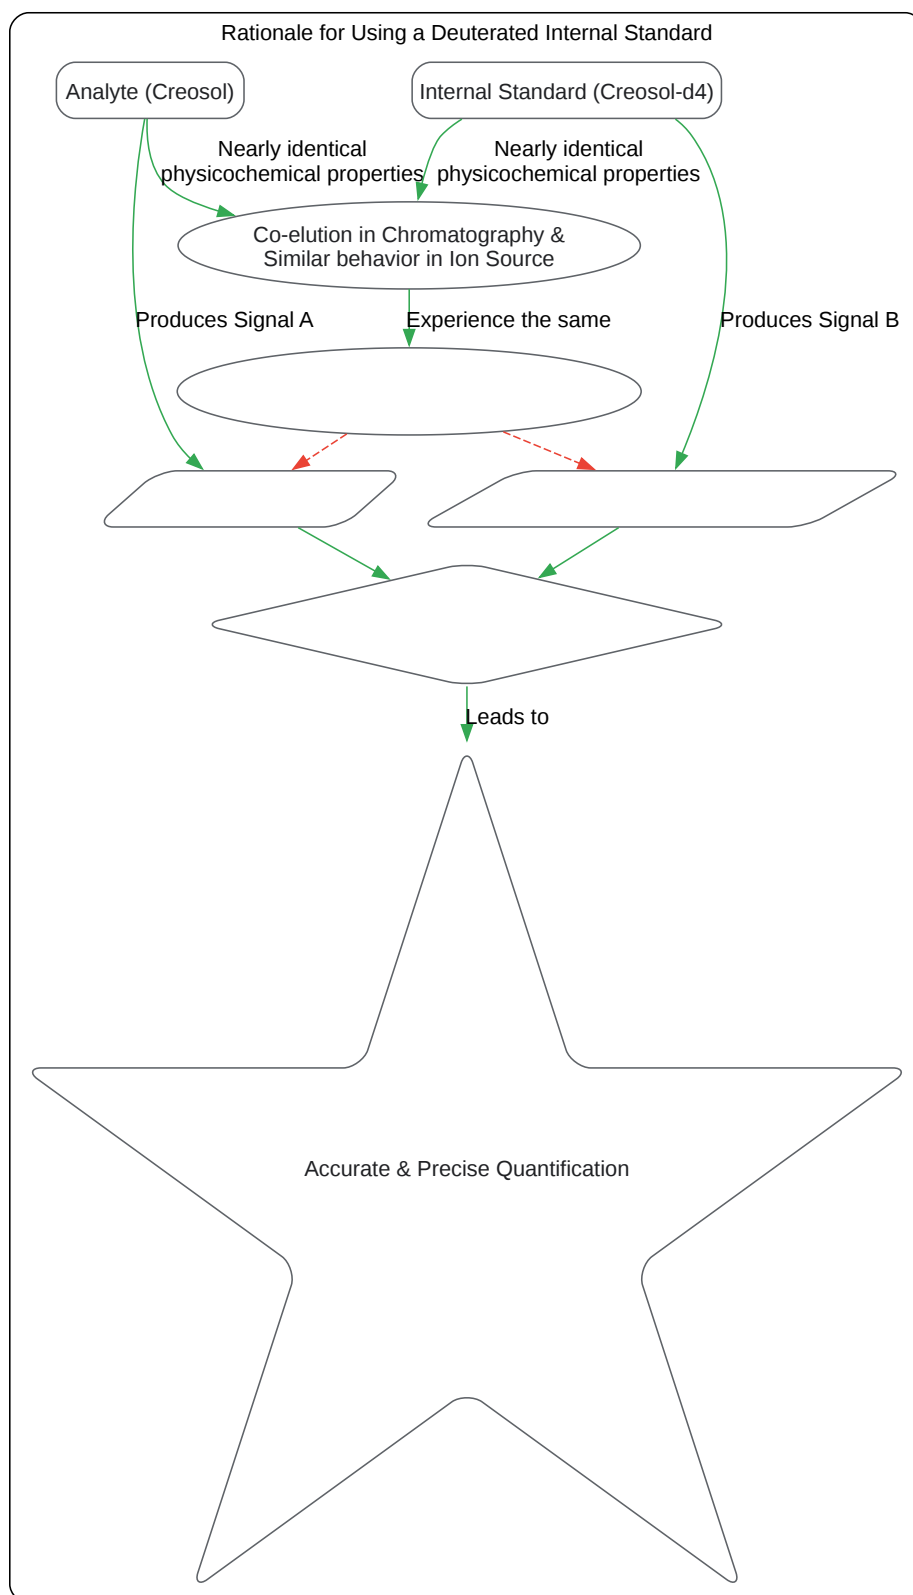 Rationale for Using a Deuterated Internal Standard
Analyte (Creosol)
Internal Standard (Creosol-d4)
Nearly identical
physicochemical properties
Nearly identical
physicochemical properties
Co-elution in Chromatography &
Similar behavior in Ion Source
Produces Signal A
Experience the same
Produces Signal B
Leads to
Accurate & Precise Quantification